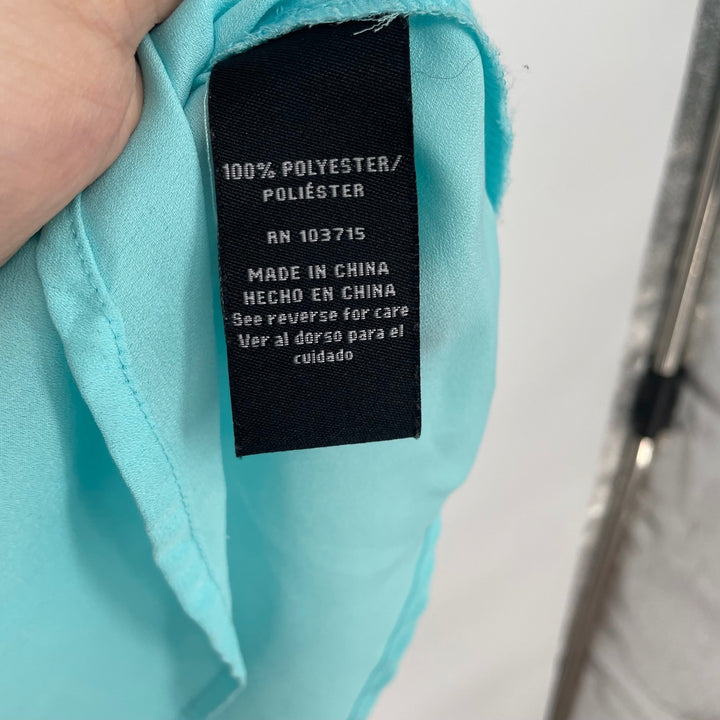 100% POLYESTER/
POLIÉSTER
RN 103715
MADE IN CHINA
HECHO EN CHINA
See reverse for care
Ver al dorso para el
cuidado